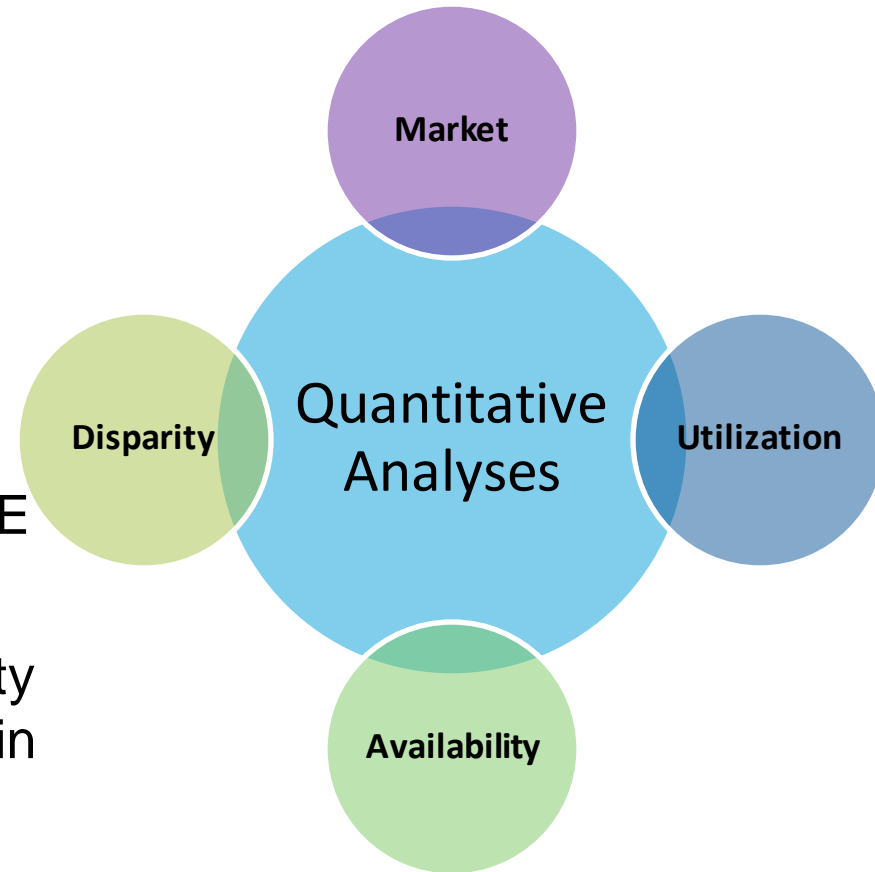 Market
Quantitative
Analyses
Disparity
Utilization
E
ty
in
Availability